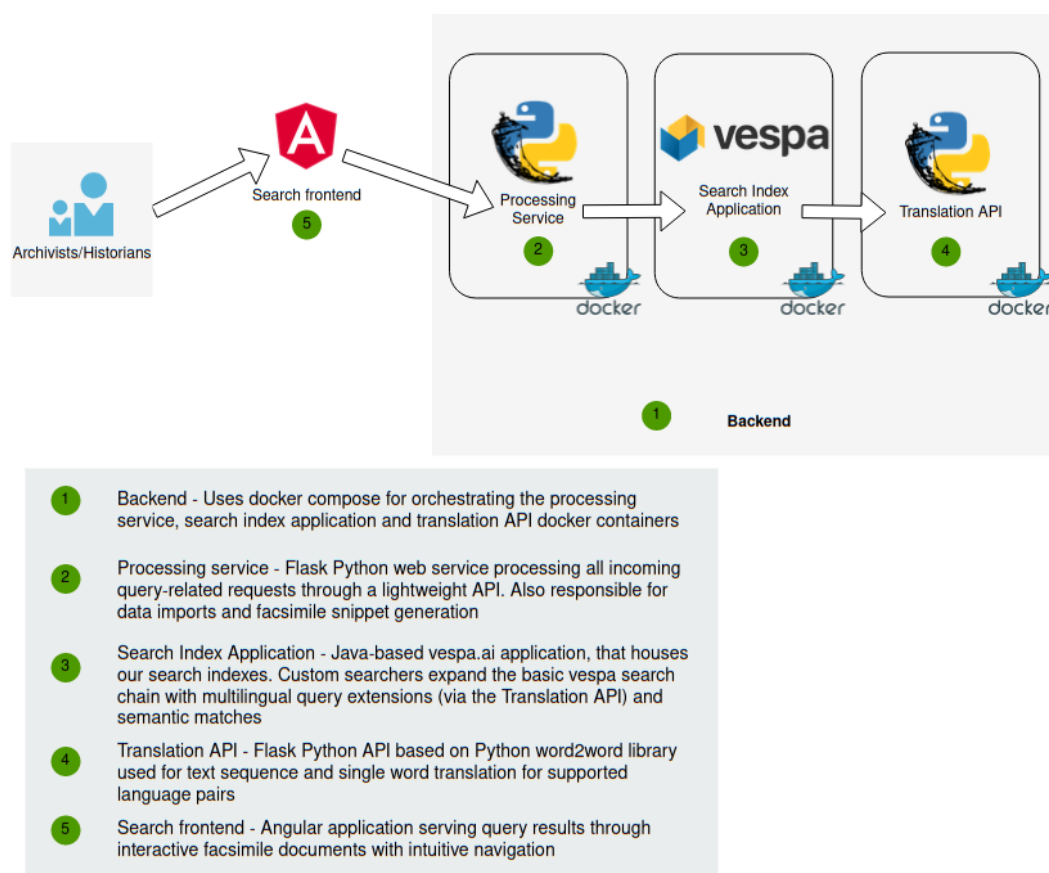 A
vespa
Search frontend
5
Archivists/Historians
Processing
Service
2
docker
Search Index
Application
3
docker
Translation API
4
docker
1
Backend
1
Backend - Uses docker compose for orchestrating the processing
service, search index application and translation API docker containers
2
Processing service - Flask Python web service processing all incoming
query-related requests through a lightweight API. Also responsible for
data imports and facsimile snippet generation
3
Search Index Application - Java-based vespa.ai application, that houses
our search indexes. Custom searchers expand the basic vespa search
chain with multilingual query extensions (via the Translation API) and
semantic matches
4
Translation API - Flask Python API based on Python word2word library
used for text sequence and single word translation for supported
language pairs
5
Search frontend - Angular application serving query results through
interactive facsimile documents with intuitive navigation